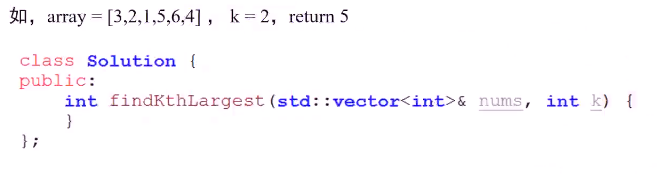 如，array = [3,2,1,5,6,4] ， k = 2，return 5
class Solution {
public:
    int findKthLargest(std::vector<int>& nums, int k) {
    }
};